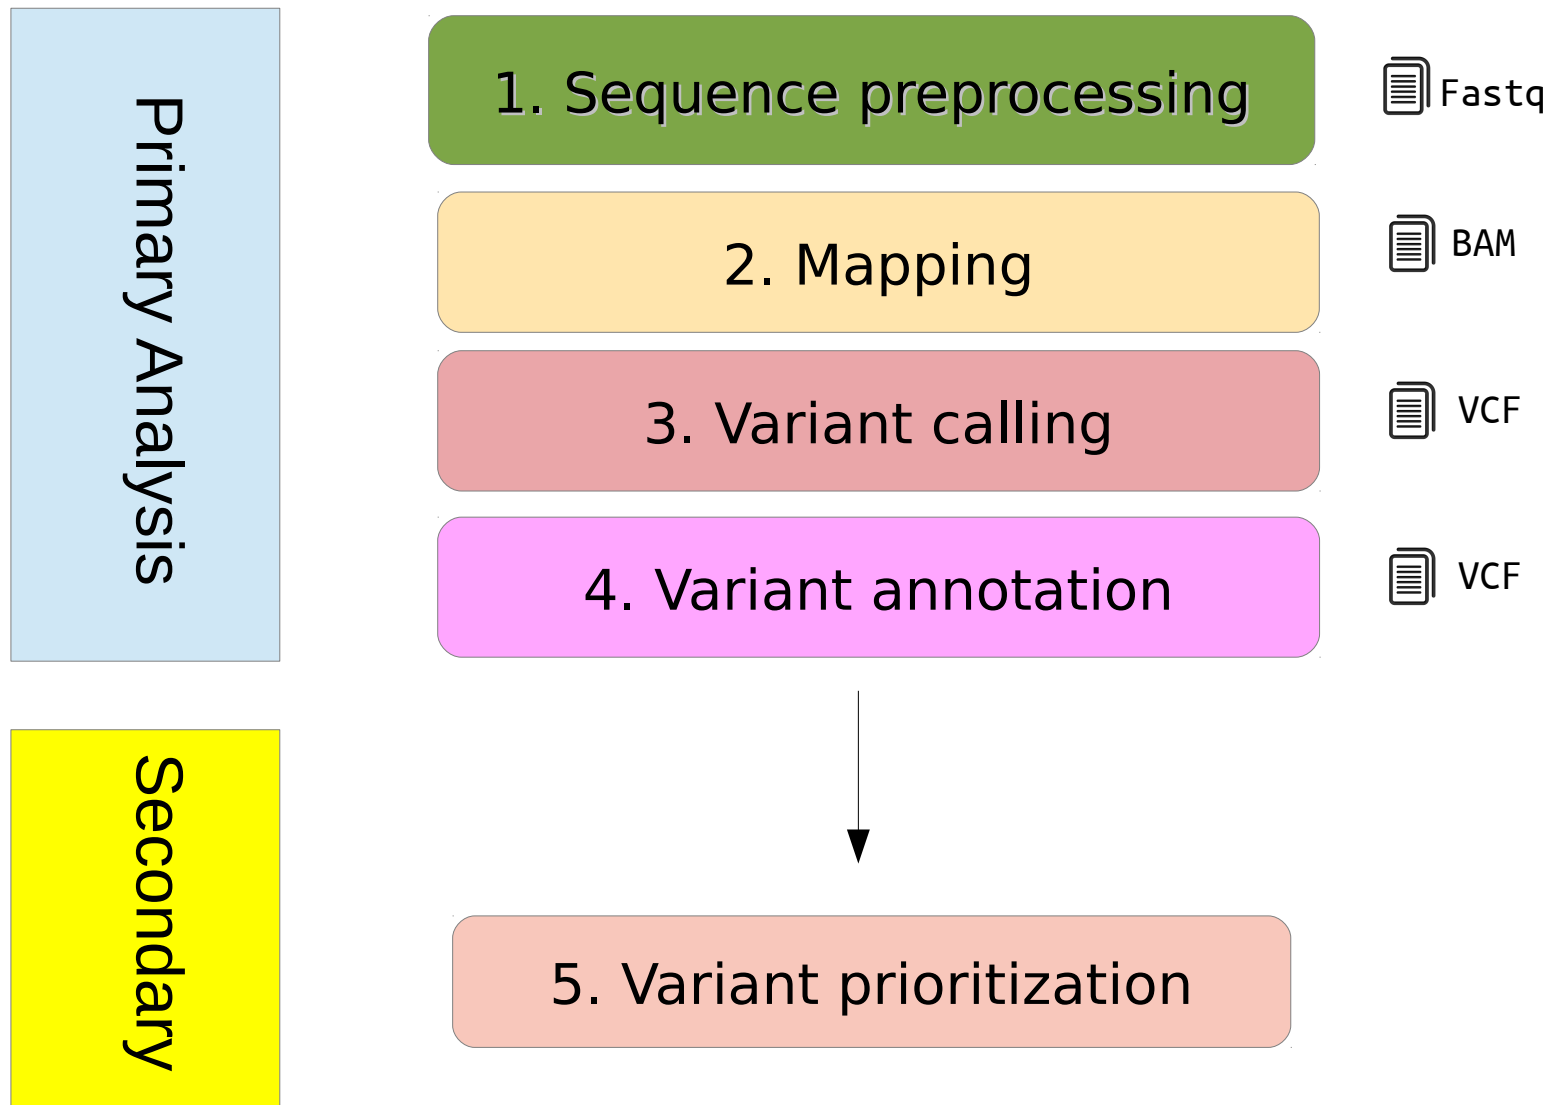 Primary Analysis
1. Sequence preprocessing
Fastq
2. Mapping
BAM
3. Variant calling
VCF
4. Variant annotation
VCF
Secondary
5. Variant prioritization